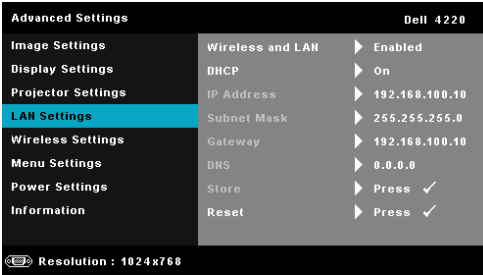 Advanced Settings Dell 4220
Image Settings
Display Settings
Projector Settings
LAN Settings
Wireless Settings
Menu Settings
Power Settings
Information
Wireless and LAN Enabled
DHCP On
IP Address 192.168.100.10
Subnet Mask 255.255.255.0
Gateway 192.168.100.10
DNS 0.0.0.0
Store Press ✓
Reset Press ✓
Resolution : 1024x768